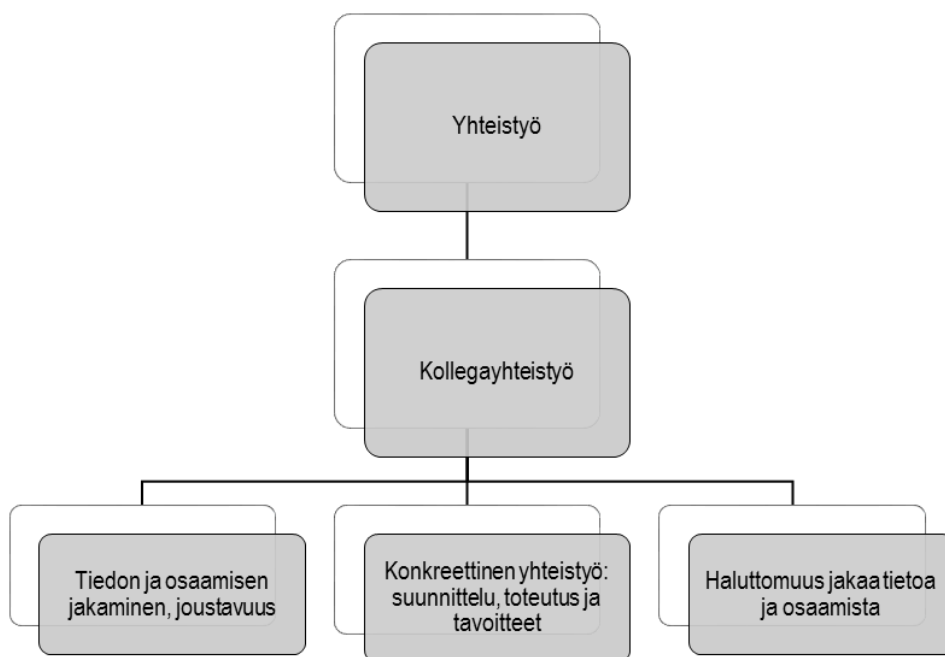 Yhteistyö
Kollegayhteistyö
Tiedon ja osaamisen
jakaminen, joustavuus
Konkreettinen yhteistyö:
suunnittelu, toteutus ja
tavoitteet
Haluttomuus jakaa tietoa
ja osaamista